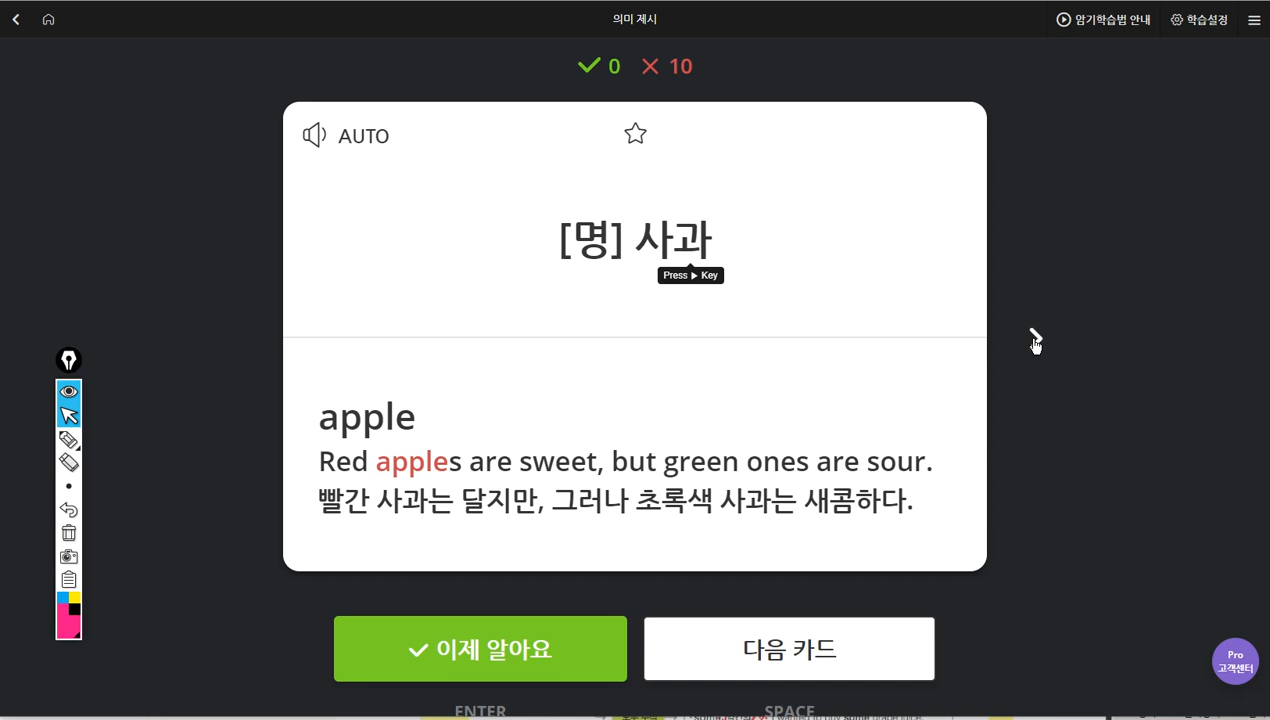 의미 제시
암기학습법 안내
학습설정
0
10
AUTO
[명] 사과
Press ▶ Key
apple
Red apples are sweet, but green ones are sour.
빨간 사과는 달지만, 그러나 초록색 사과는 새콤하다.
이제 알아요
다음 카드
Pro
고객센터
ENTER
SPACE